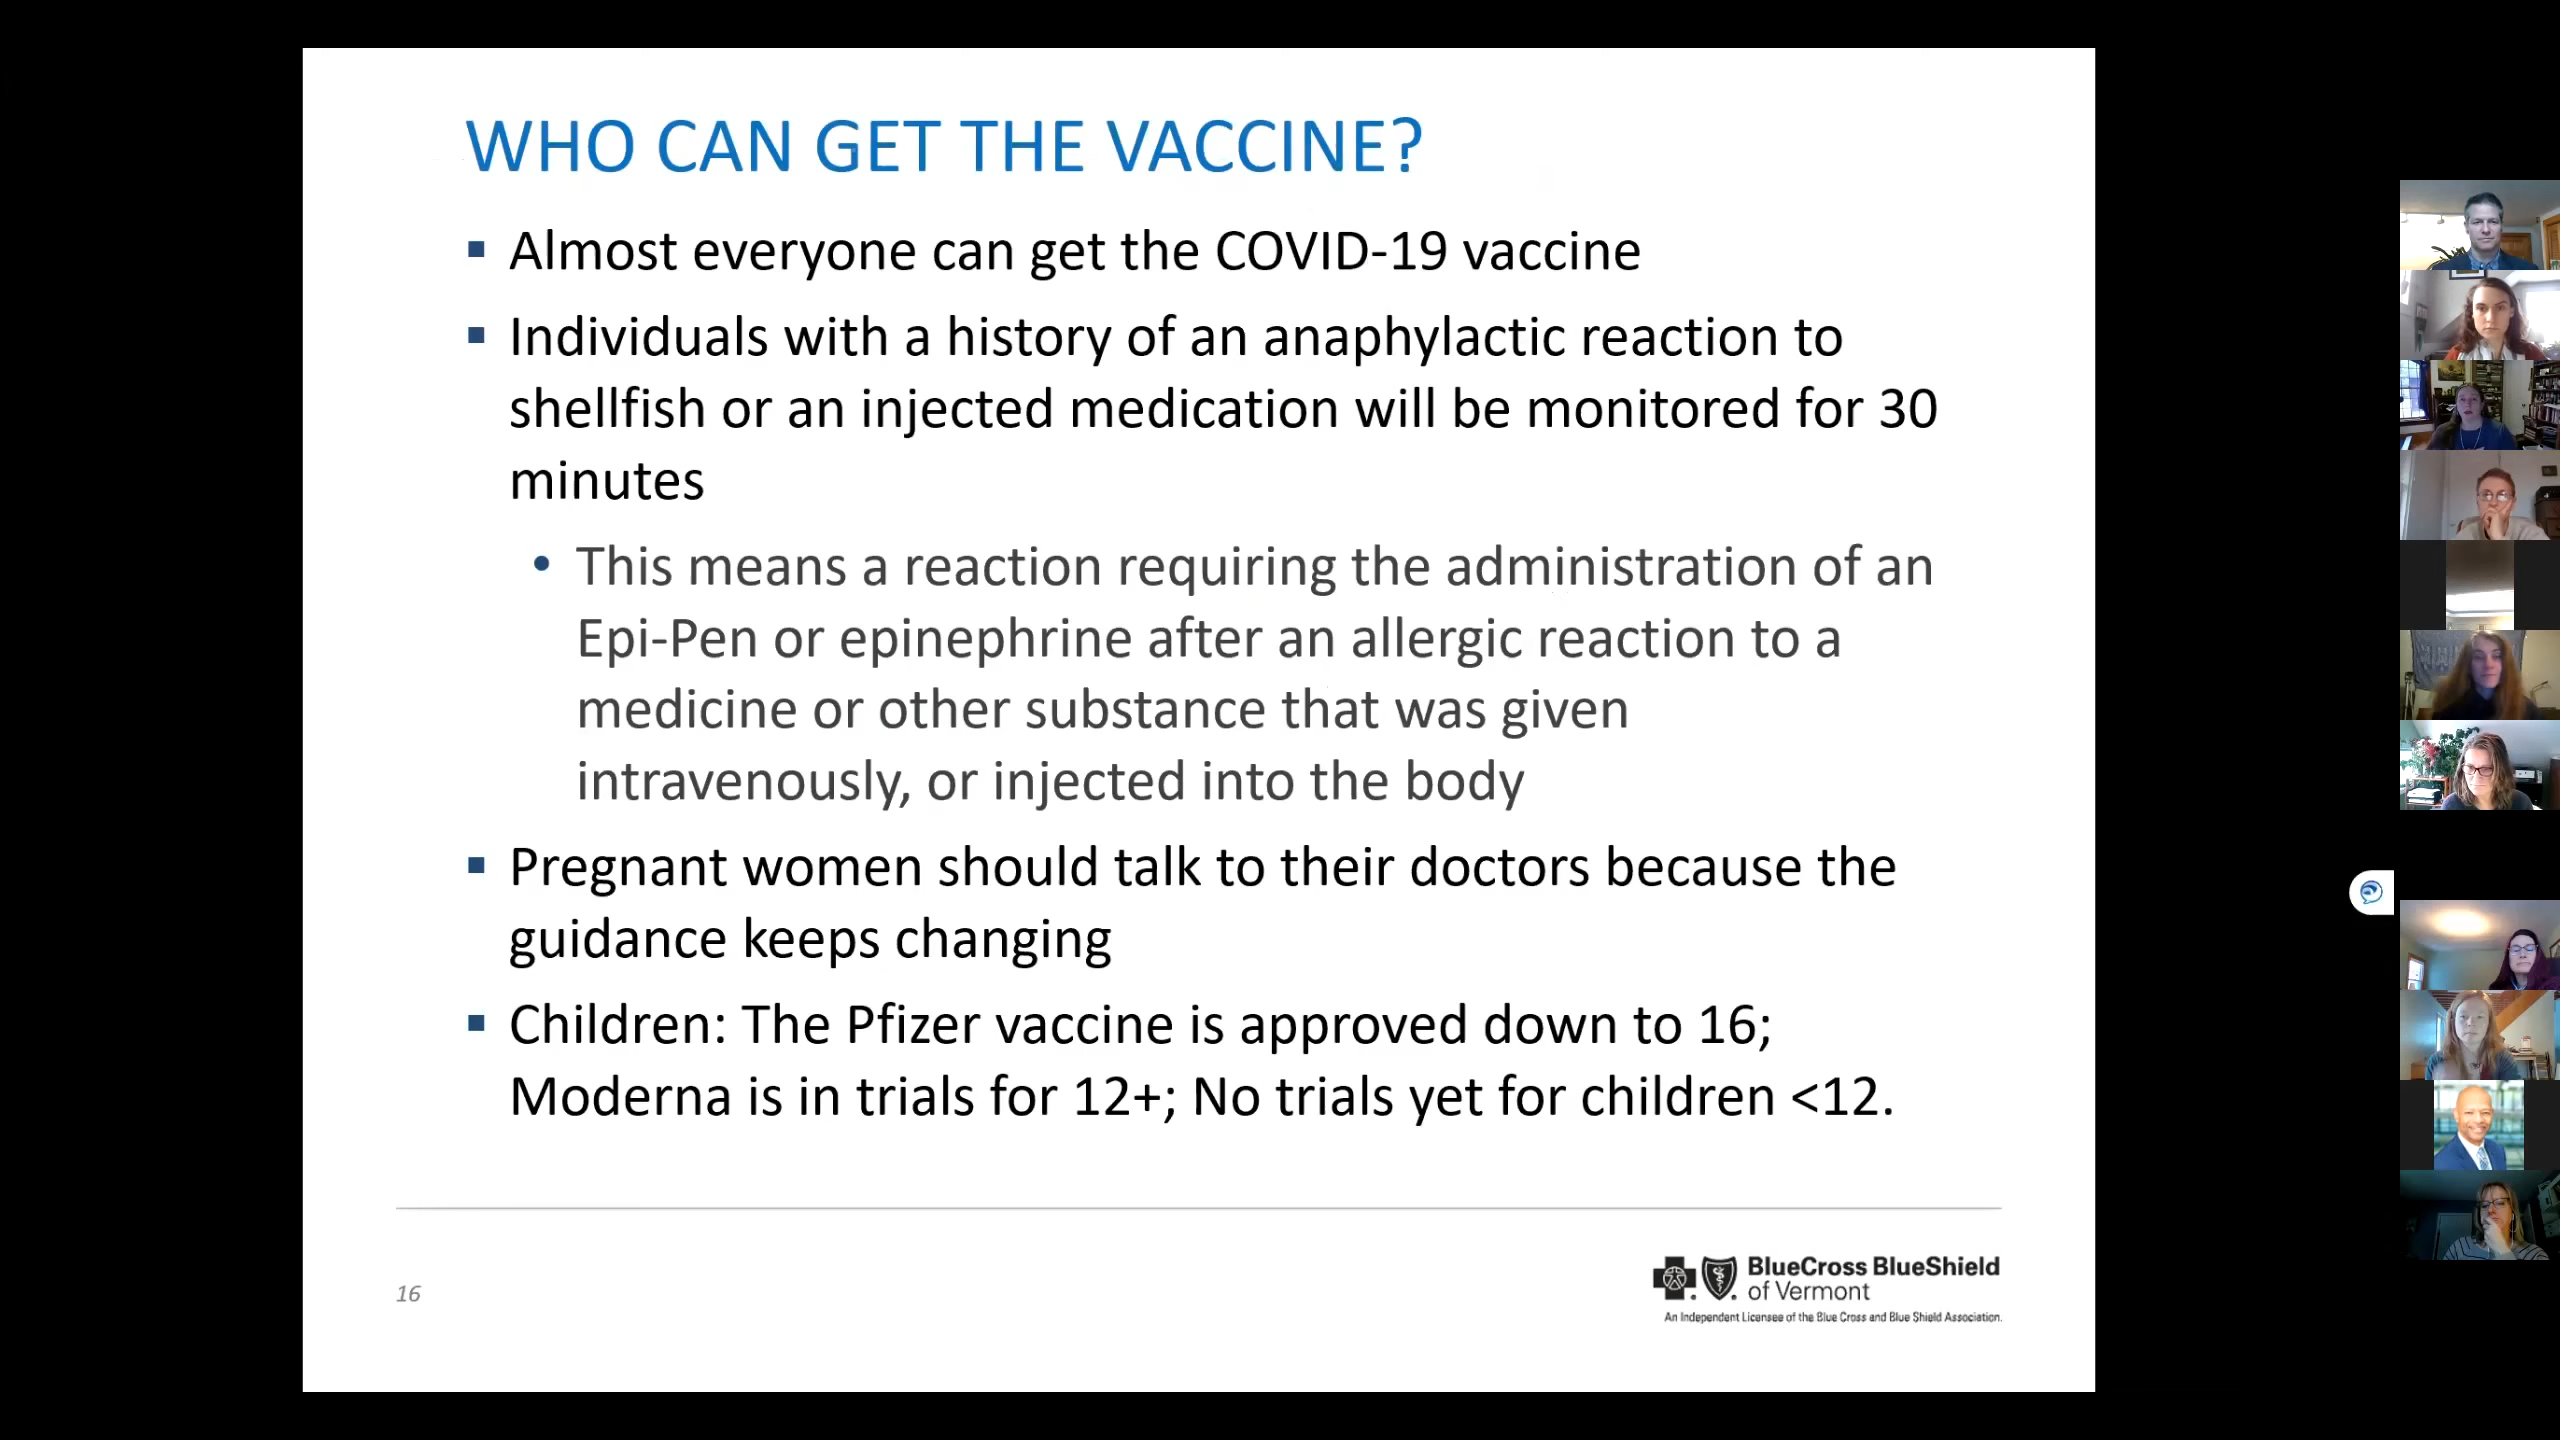 WHO CAN GET THE VACCINE?
▪ Almost everyone can get the COVID-19 vaccine
▪ Individuals with a history of an anaphylactic reaction to
shellfish or an injected medication will be monitored for 30
minutes
• This means a reaction requiring the administration of an
Epi-Pen or epinephrine after an allergic reaction to a
medicine or other substance that was given
intravenously, or injected into the body
▪ Pregnant women should talk to their doctors because the
guidance keeps changing
▪ Children: The Pfizer vaccine is approved down to 16;
Moderna is in trials for 12+; No trials yet for children <12.
16
BlueCross BlueShield
of Vermont
An Independent Licensee of the Blue Cross and Blue Shield Association.